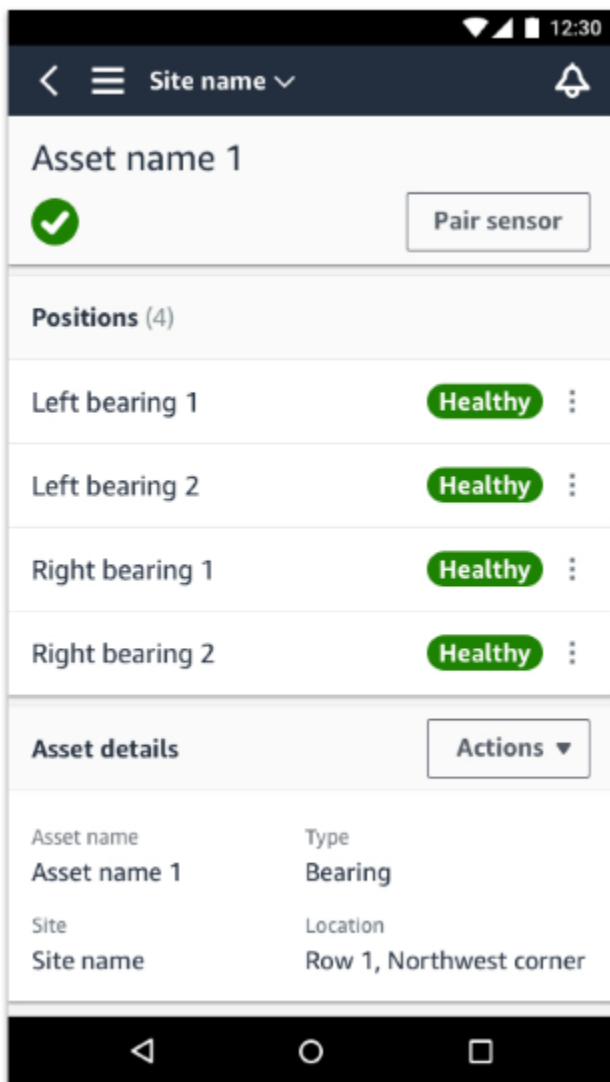 12:30
Site name
Asset name 1
Pair sensor
Positions (4)
Left bearing 1 Healthy
Left bearing 2 Healthy
Right bearing 1 Healthy
Right bearing 2 Healthy
Asset details Actions
Asset name Type
Asset name 1 Bearing
Site Location
Site name Row 1, Northwest corner